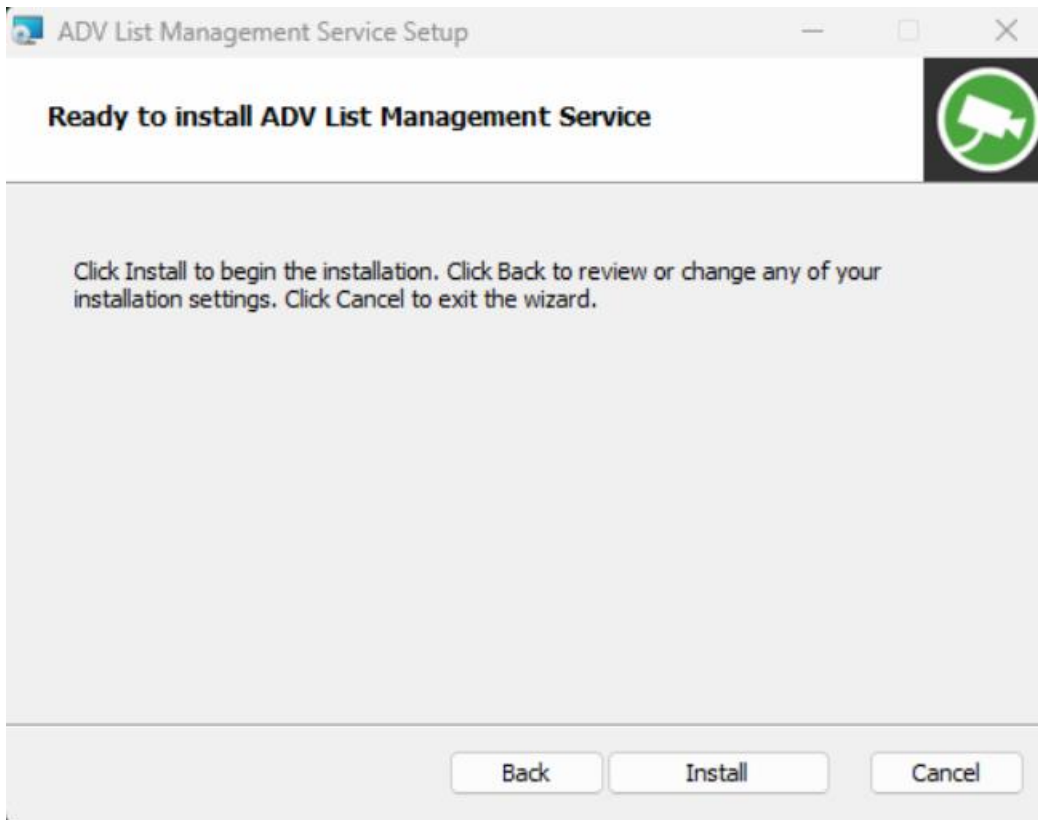 ADV List Management Service Setup
Ready to install ADV List Management Service
Click Install to begin the installation. Click Back to review or change any of your
installation settings. Click Cancel to exit the wizard.
Back Install Cancel